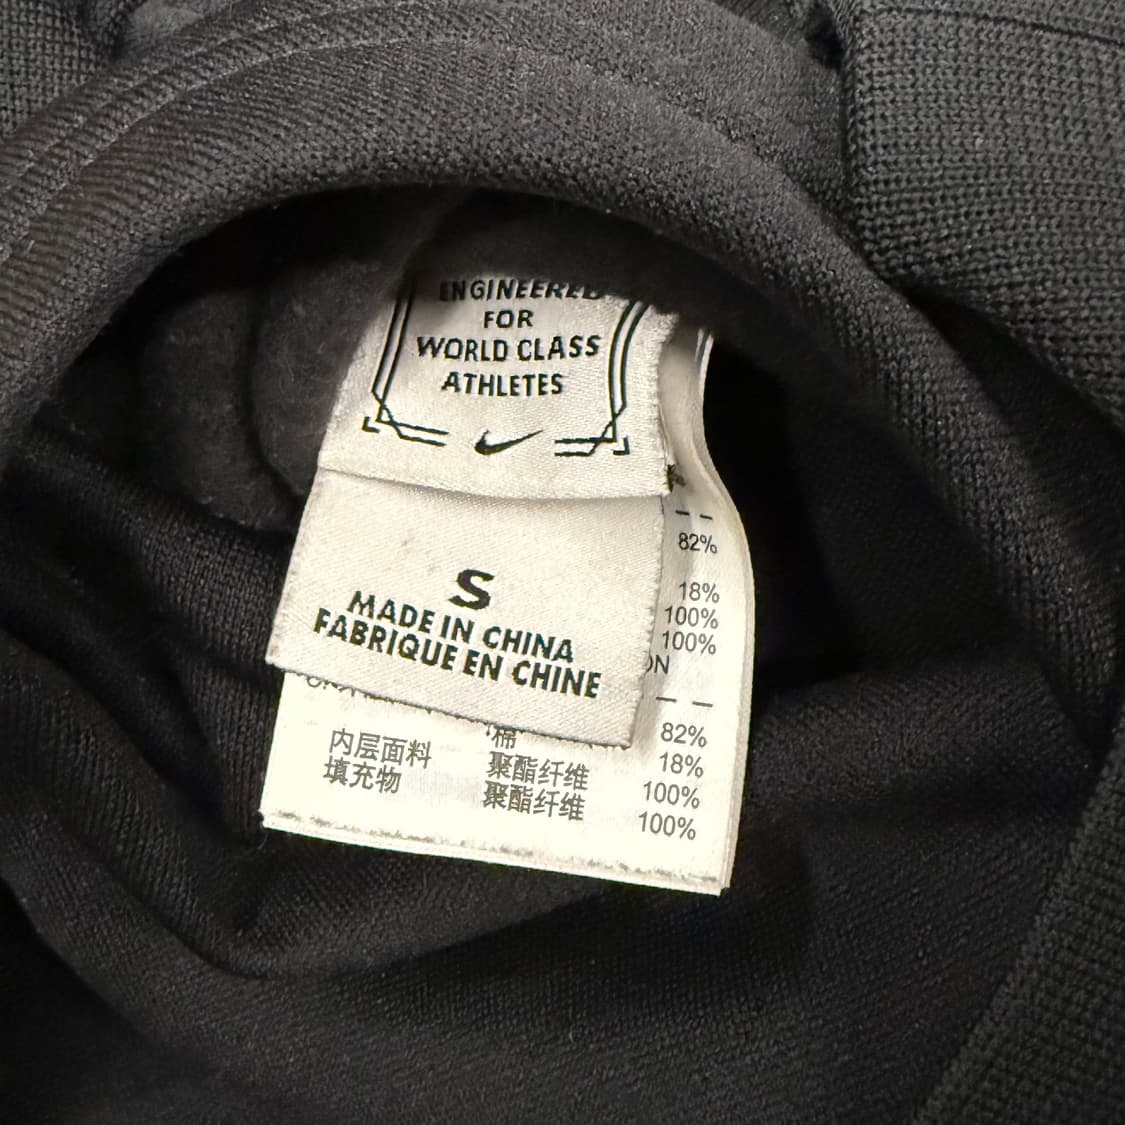 ENGINEERED
FOR
WORLD CLASS
ATHLETES
S
MADE IN CHINA
FABRIQUE EN CHINE
— —
82%
18%
100%
100%
ON
— —
棉 82%
18%
内层面料 聚酯纤维 100%
填充物 聚酯纤维 100%